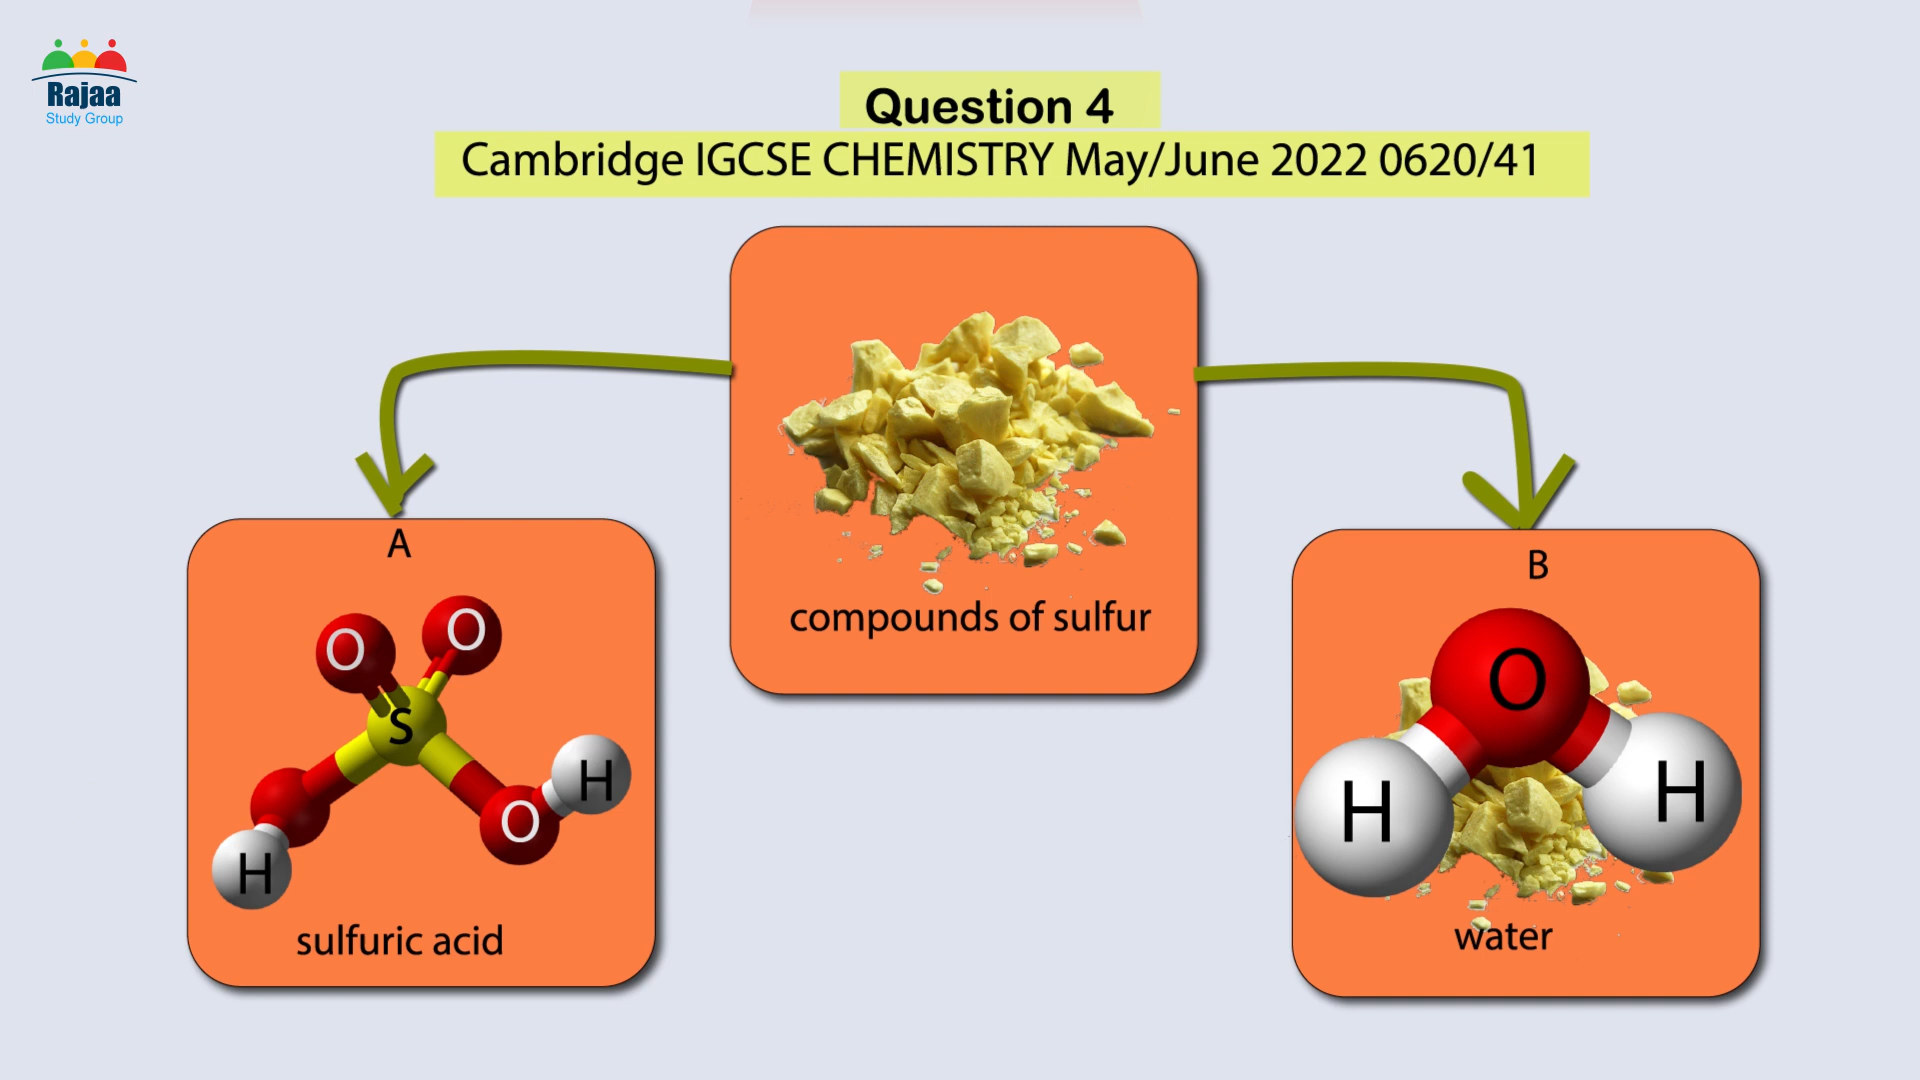 Rajaa
Study Group
Question 4
Cambridge IGCSE CHEMISTRY May/June 2022 0620/41
compounds of sulfur
A
O
O
S
H
O
H
sulfuric acid
B
O
H
H
water